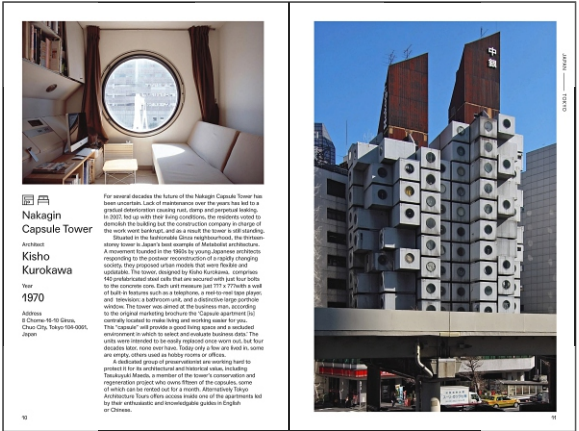 Nakagin
Capsule Tower
Architect
Kisho
Kurokawa
Year
1970
Address
8 Chome-16-10 Ginza,
Chuo City, Tokyo 104-0061,
Japan
For several decades the future of the Nakagin Capsule Tower has
been uncertain. Lack of maintenance over the years has led to a
gradual deterioration causing rust, damp and perpetual leaking.
In 2007, fed up with their living conditions, the residents voted to
demolish the building but the construction company in charge of
the work went bankrupt, and as a result the tower is still standing.
Situated in the fashionable Ginza neighbourhood, the thirteen-
storey tower is Japan's best example of Metabolist architecture.
A movement founded in the 1960s by young Japanese architects
responding to the postwar reconstruction of a rapidly changing
society, they proposed urban models that were flexible and
updatable. The tower, designed by Kisho Kurokawa, comprises
140 prefabricated steel cells that are secured with just four bolts
to the concrete core. Each unit measure just ??? x ???with a wall
of built-in features such as a telephone, a reel-to-reel tape player,
and television; a bathroom unit, and a distinctive large porthole
window. The tower was aimed at the business man, according
to the original marketing brochure the 'Capsule apartment [is]
centrally located to make living and working easier for you.
This "capsule" will provide a good living space and a secluded
environment in which to select and evaluate business data.' The
units were intended to be easily replaced once worn out, but four
decades later, none ever have. Today only a few are lived in, some
are empty, others used as hobby rooms or offices.
A dedicated group of preservationist are working hard to
protect it for its architectural and historical value, including
Tasukuyuki Maeda, a member of the tower's conservation and
regeneration project who owns fifteen of the capsules, some
of which can be rented out for a month. Alternatively Tokyo
Architecture Tours offers access inside one of the apartments led
by their enthusiastic and knowledgable guides in English
or Chinese.
10
中銀
JAPAN — TOKYO
11